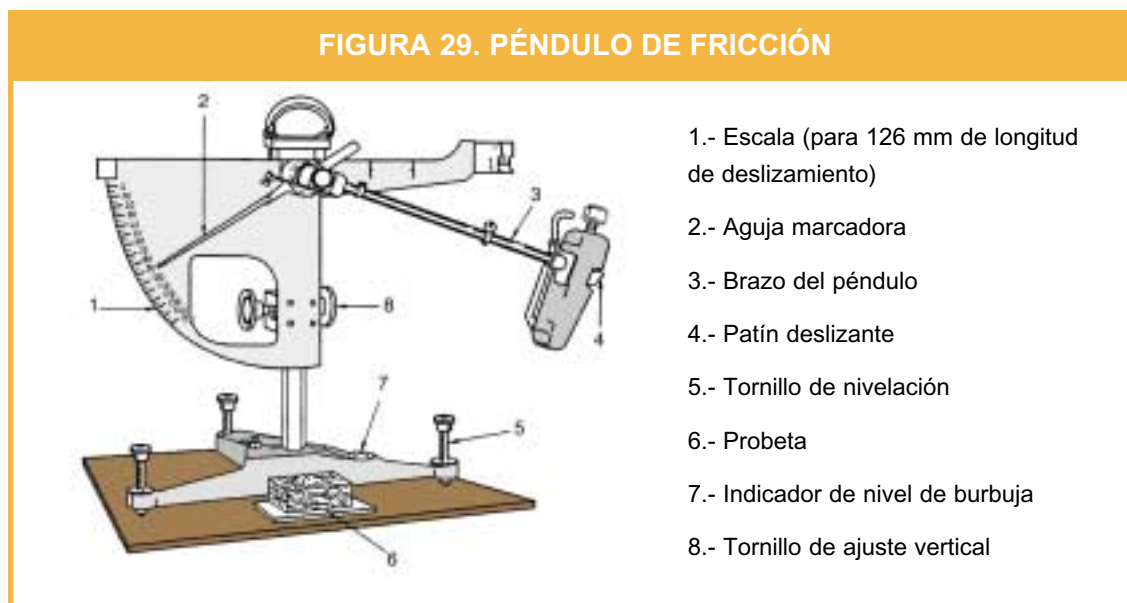 FIGURA 29. PÉNDULO DE FRICCIÓN
2
3
1
8
4
7
5
6
1.- Escala (para 126 mm de longitud
de deslizamiento)
2.- Aguja marcadora
3.- Brazo del péndulo
4.- Patín deslizante
5.- Tornillo de nivelación
6.- Probeta
7.- Indicador de nivel de burbuja
8.- Tornillo de ajuste vertical